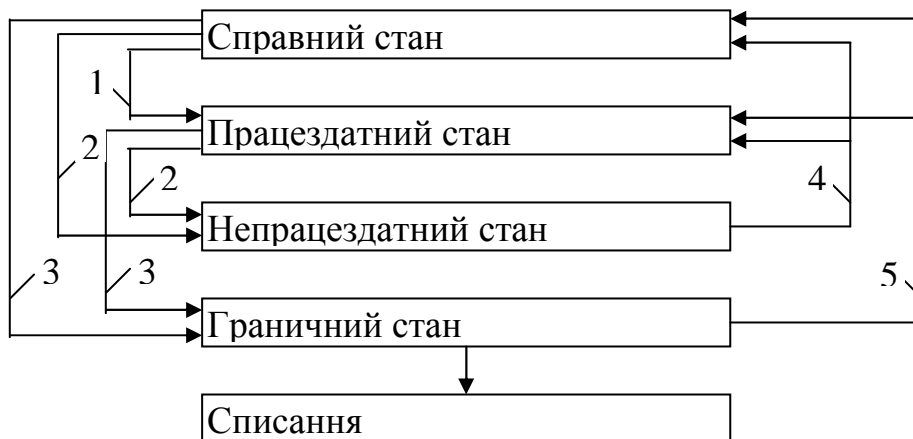 Справний стан
1
Працездатний стан
2
2
4
Непрацездатний стан
3
3
5
Граничний стан
Списання